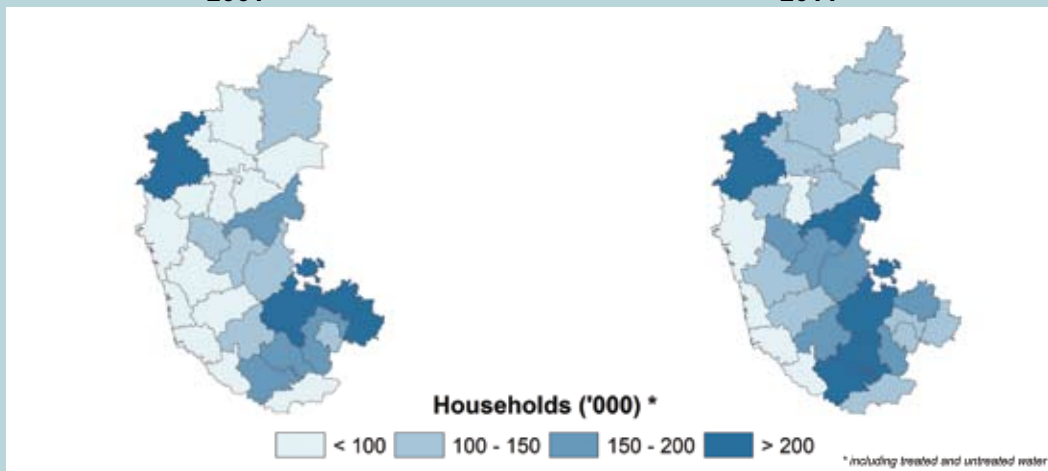 Households ('000) *
< 100 100 - 150 150 - 200 > 200
* including treated and untreated water